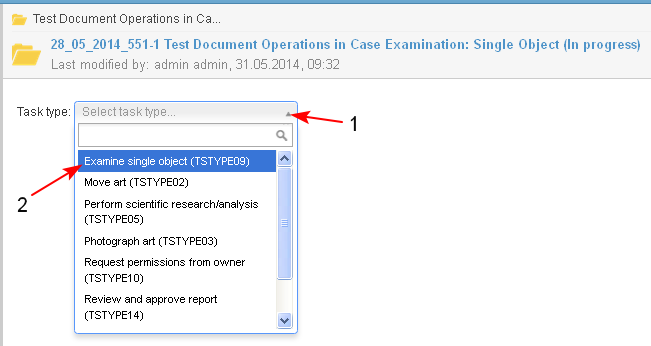 Test Document Operations in Ca...
28_05_2014_551-1 Test Document Operations in Case Examination: Single Object (In progress)
Last modified by: admin admin, 31.05.2014, 09:32
Task type: Select task type...
1
Examine single object (TSTYPE09)
2
Move art (TSTYPE02)
Perform scientific research/analysis
(TSTYPE05)
Photograph art (TSTYPE03)
Request permissions from owner
(TSTYPE10)
Review and approve report
(TSTYPE14)